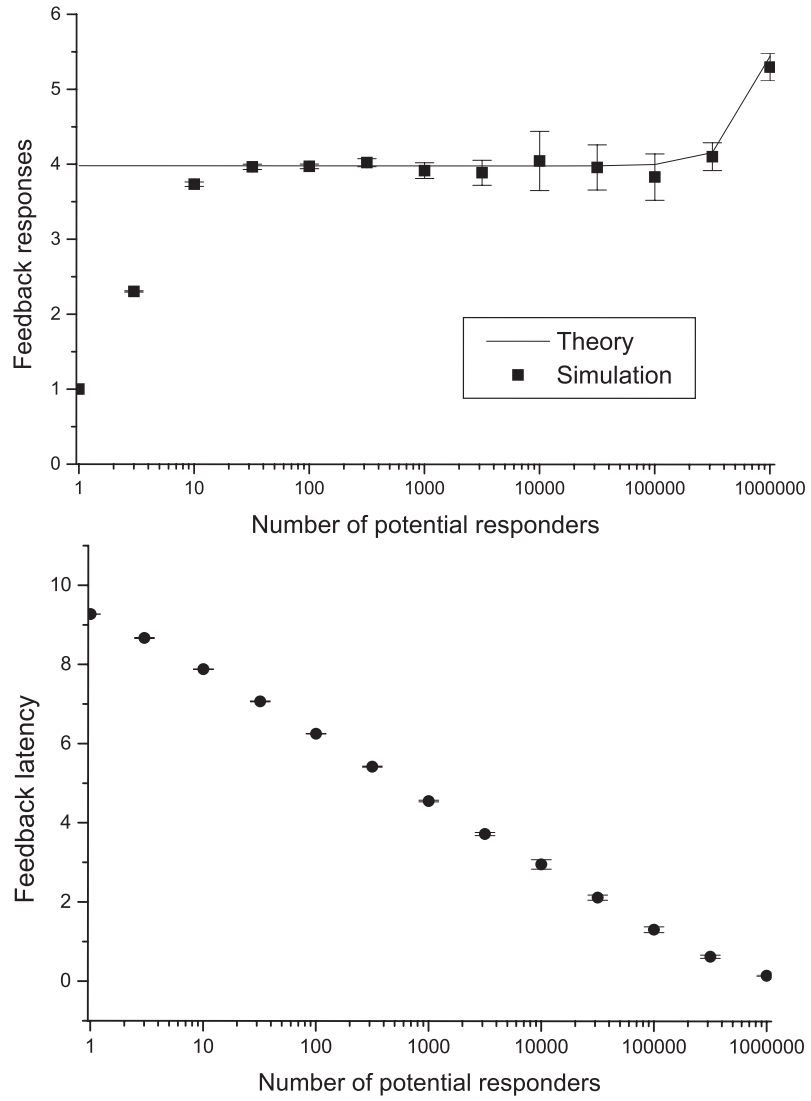 6
5
4
3
2
1
0
Feedback responses
Theory
Simulation
1 10 100 1000 10000 100000 1000000
Number of potential responders
10
8
6
4
2
0
Feedback latency
1 10 100 1000 10000 100000 1000000
Number of potential responders